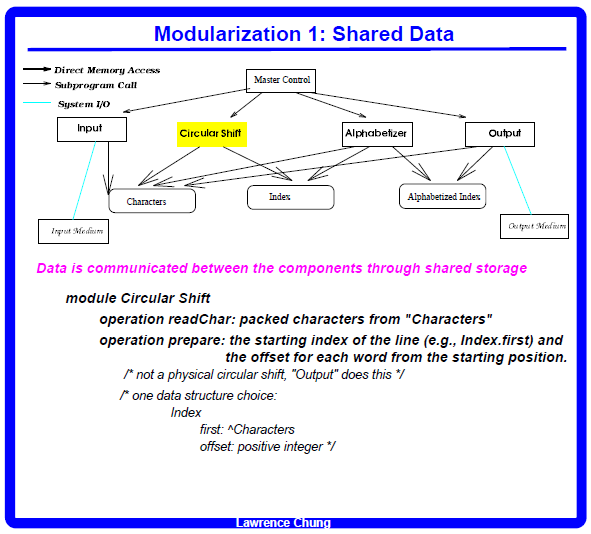 Modularization 1: Shared Data
Direct Memory Access
Subprogram Call
System I/O
Master Control
Input
Circular Shift
Alphabetizer
Output
Characters
Index
Alphabetized Index
Input Medium
Output Medium
Data is communicated between the components through shared storage
module Circular Shift
operation readChar: packed characters from "Characters"
operation prepare: the starting index of the line (e.g., Index.first) and
the offset for each word from the starting position.
/* not a physical circular shift, "Output" does this */
/* one data structure choice:
Index
first: ^Characters
offset: positive integer */
Lawrence Chung